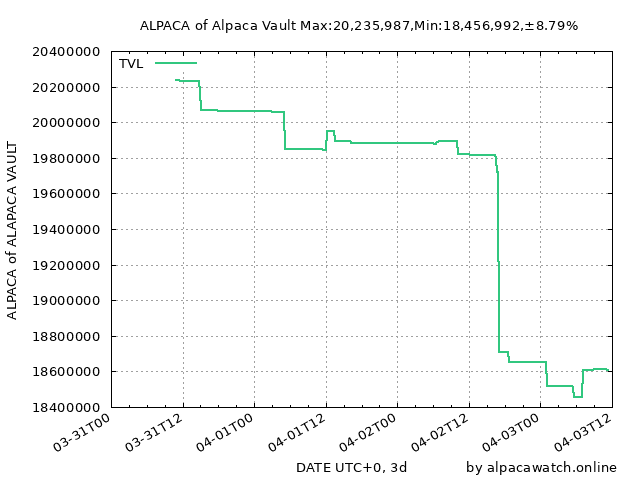 ALPACA of Alpaca Vault Max:20,235,987,Min:18,456,992,±8.79%
TVL
ALPACA of ALAPACA VAULT
20400000
20200000
20000000
19800000
19600000
19400000
19200000
19000000
18800000
18600000
18400000
03-31T00
03-31T12
04-01T00
04-01T12
04-02T00
04-02T12
04-03T00
04-03T12
DATE UTC+0, 3d
by alpacawatch.online